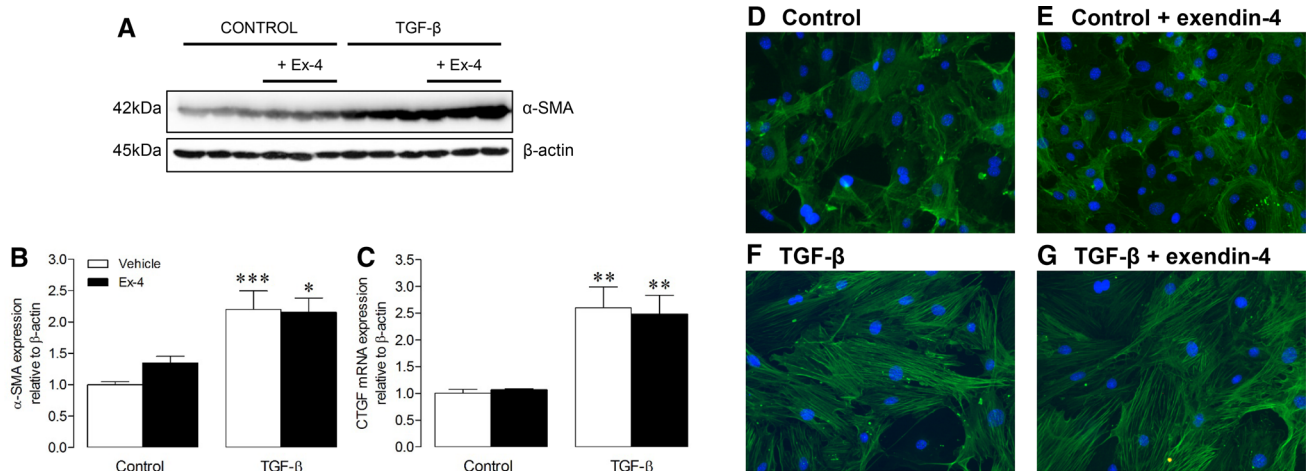 A
CONTROL TGF-β
+ Ex-4 + Ex-4
42kDa α-SMA
45kDa β-actin
B
α-SMA expression
relative to β-actin
3.0
2.5
2.0
1.5
1.0
0.5
0.0
Vehicle
Ex-4
*** *
Control TGF-β
C
CTGF mRNA expression
relative to β-actin
3.5
3.0
2.5
2.0
1.5
1.0
0.5
0.0
** **
Control TGF-β
D Control
E Control + exendin-4
F TGF-β
G TGF-β + exendin-4